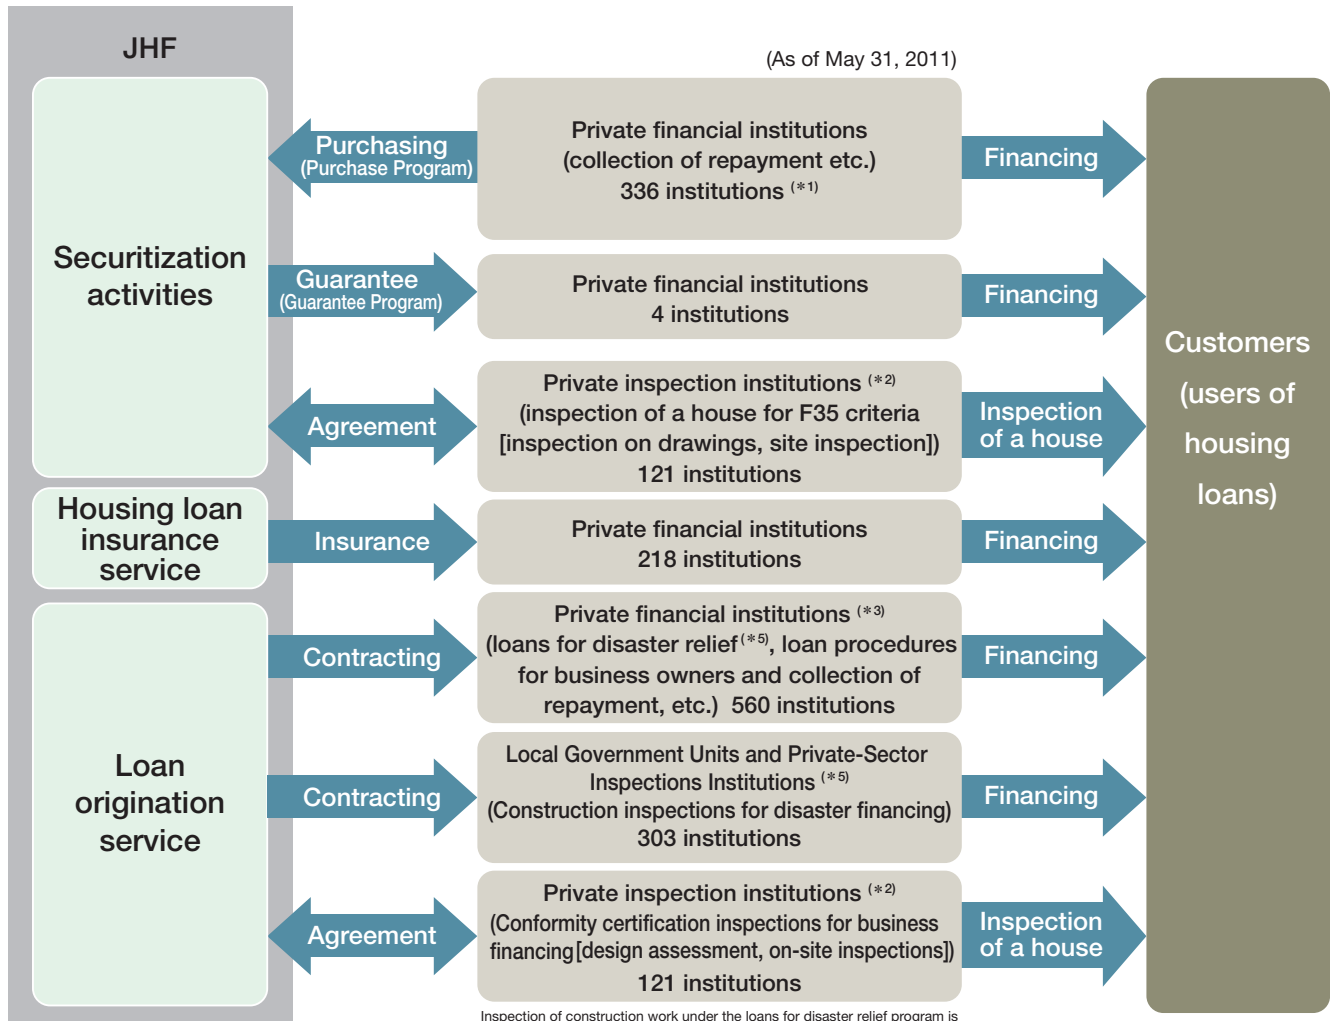 JHF
(As of May 31, 2011)
Securitization
activities
Purchasing
(Purchase Program)
Private financial institutions
(collection of repayment etc.)
336 institutions (*1)
Financing
Guarantee
(Guarantee Program)
Private financial institutions
4 institutions
Financing
Agreement
Private inspection institutions (*2)
(inspection of a house for F35 criteria
[inspection on drawings, site inspection])
121 institutions
Inspection
of a house
Housing loan
insurance
service
Insurance
Private financial institutions
218 institutions
Financing
Loan
origination
service
Contracting
Private financial institutions (*3)
(loans for disaster relief(*5), loan procedures
for business owners and collection of
repayment, etc.) 560 institutions
Financing
Contracting
Local Government Units and Private-Sector
Inspections Institutions (*5)
(Construction inspections for disaster financing)
303 institutions
Financing
Agreement
Private inspection institutions (*2)
(Conformity certification inspections for business
financing[design assessment, on-site inspections])
121 institutions
Inspection
of a house
Customers
(users of
housing
loans)
Inspection of construction work under the loans for disaster relief program is